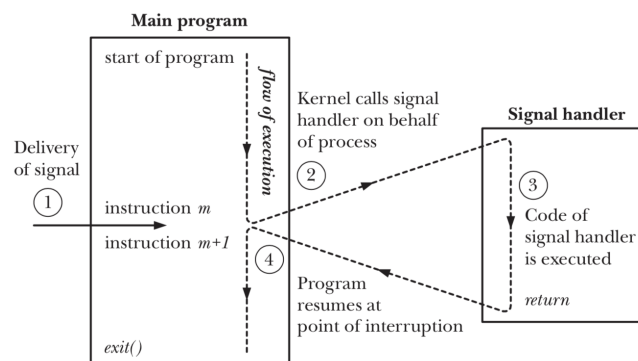 Main program
start of program
flow of execution
Kernel calls signal
handler on behalf
of process
Signal handler
Delivery
of signal
1
2
3
instruction m
instruction m+1
Code of
signal handler
is executed
4
Program
resumes at
point of interruption
return
exit()